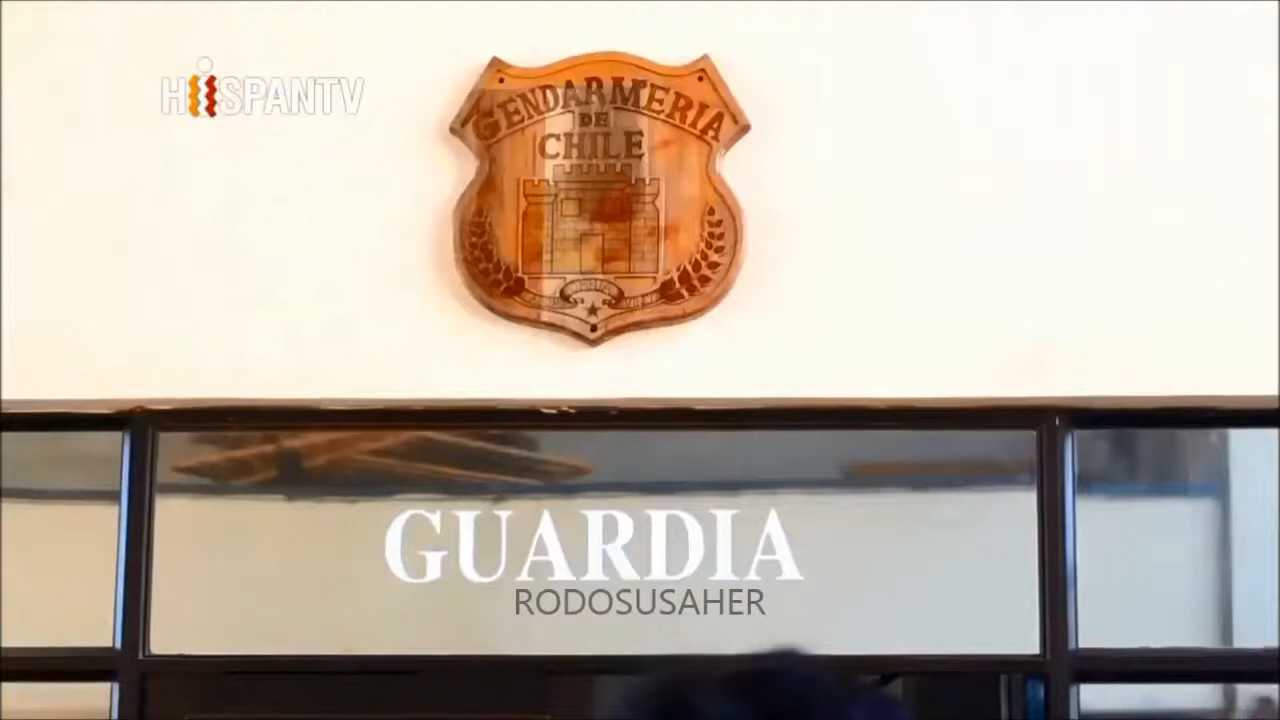 HISPANTV
GENDARMERIA
DE
CHILE
GUARDIA
RODOSUSAHER